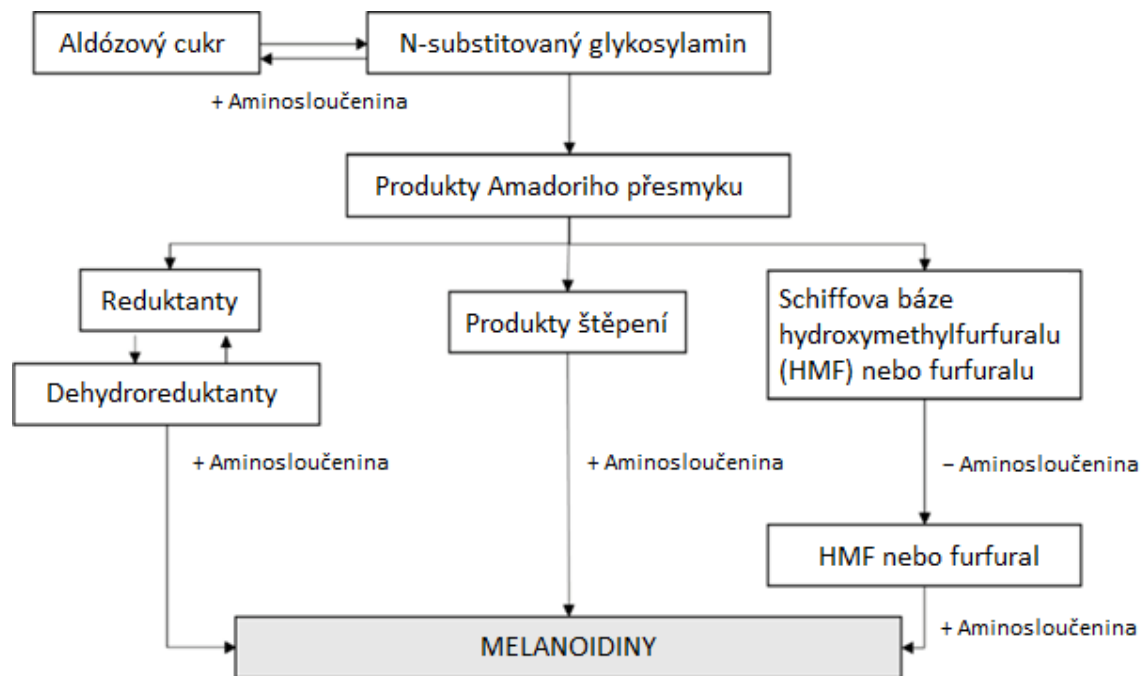 Aldózový cukr
N-substitovaný glykosylamin
+ Aminosloučenina
Produkty Amadoriho přesmyku
Reduktanty
Produkty štěpení
Schiffova báze
hydroxymethylfurfuralu
(HMF) nebo furfuralu
Dehydroreduktanty
+ Aminosloučenina
+ Aminosloučenina
− Aminosloučenina
HMF nebo furfural
+ Aminosloučenina
MELANOIDINY